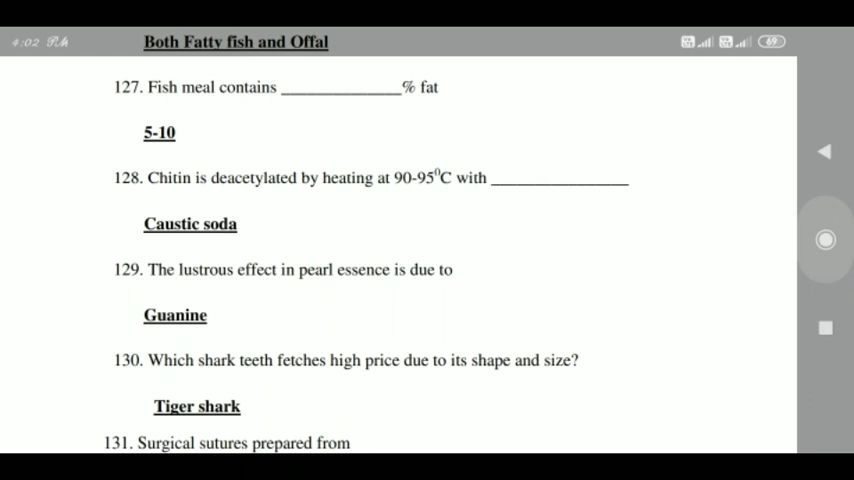 4:02 PM
69
Both Fatty fish and Offal
127. Fish meal contains ______________% fat
5-10
128. Chitin is deacetylated by heating at 90-95⁰C with ________________
Caustic soda
129. The lustrous effect in pearl essence is due to
Guanine
130. Which shark teeth fetches high price due to its shape and size?
Tiger shark
131. Surgical sutures prepared from